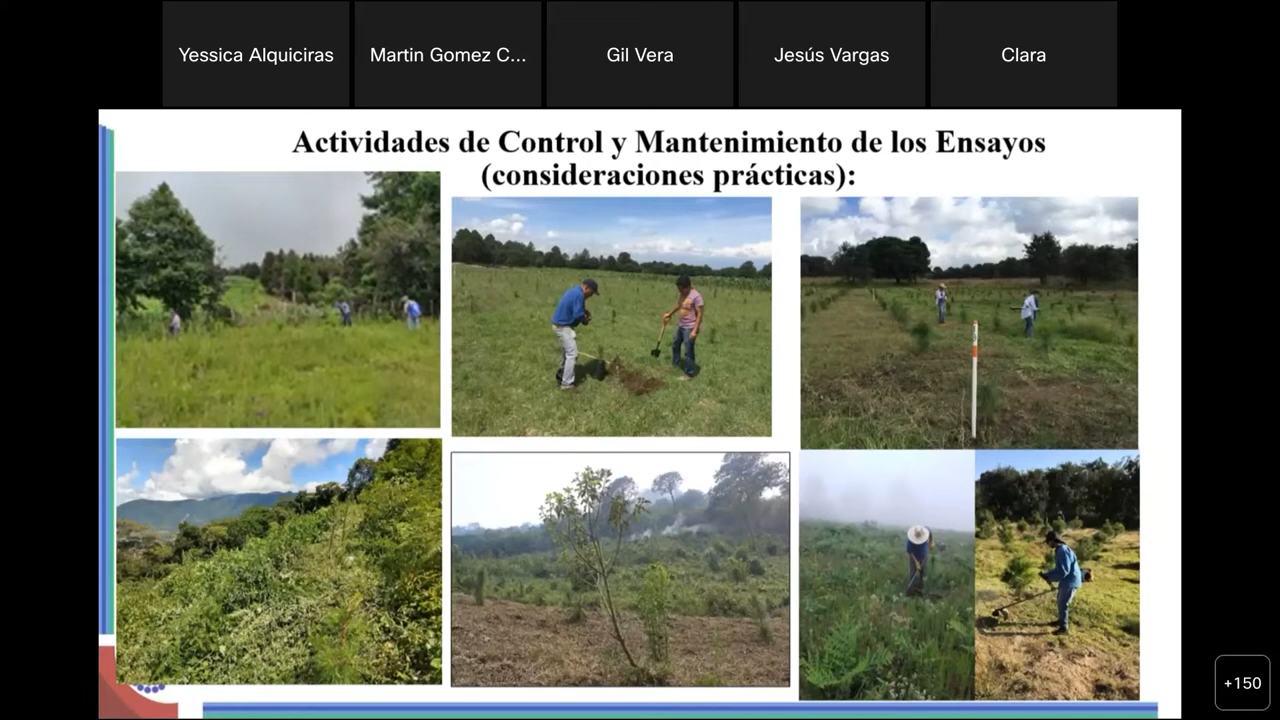 Yessica Alquiciras
Martin Gomez C...
Gil Vera
Jesús Vargas
Clara
Actividades de Control y Mantenimiento de los Ensayos
(consideraciones prácticas):
+150